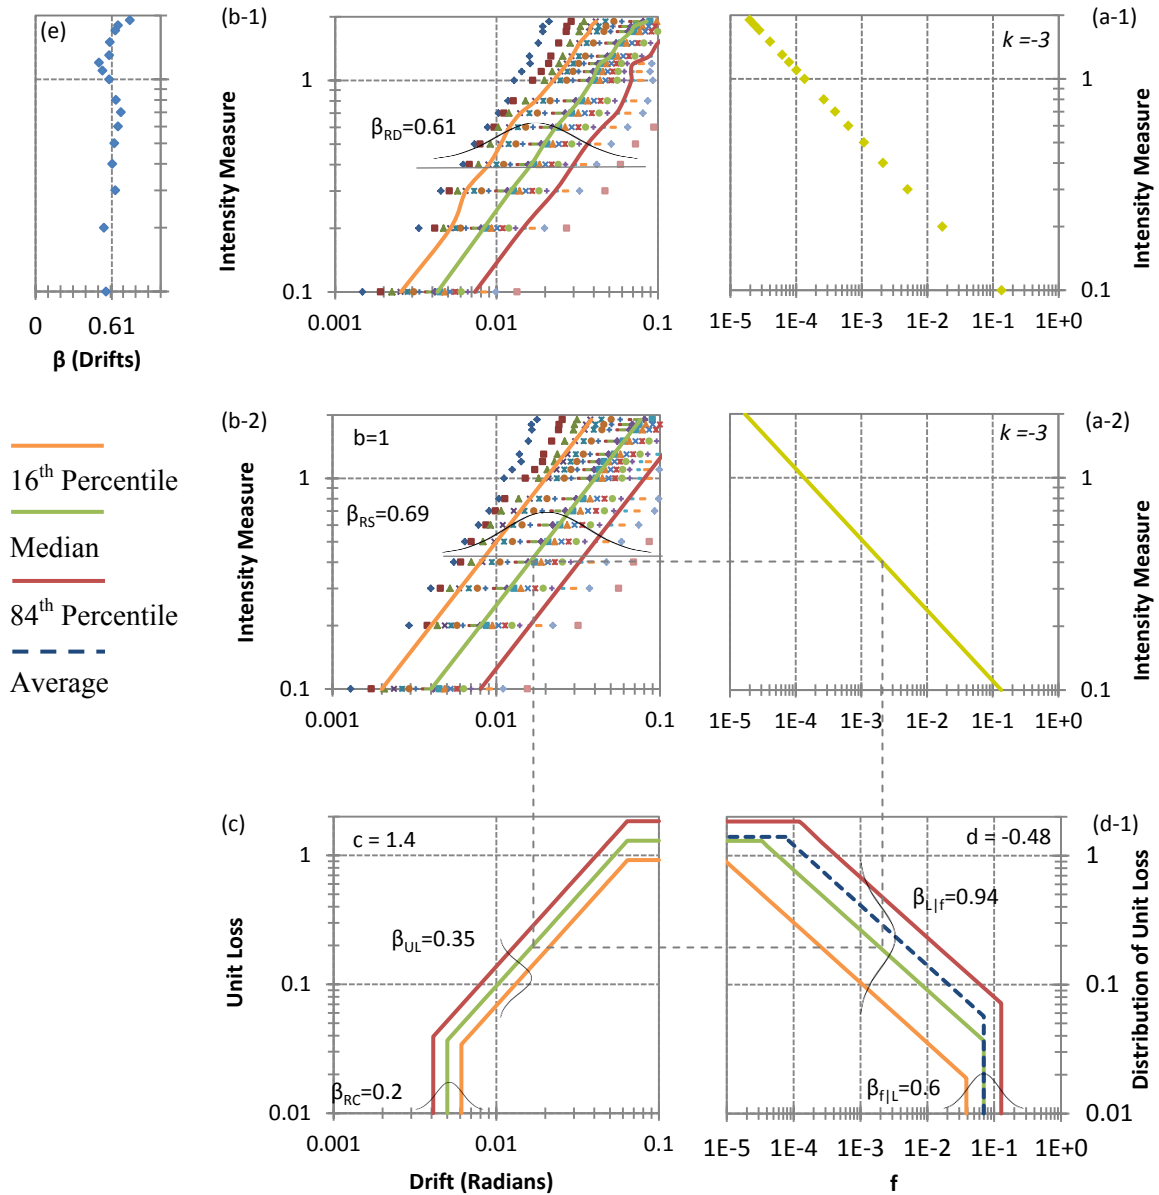 (e)
0 0.61
β (Drifts)
(b-1)
Intensity Measure
1
0.1
βRD=0.61
0.001 0.01 0.1
(a-1)
k =-3
Intensity Measure
1
0.1
1E-5 1E-4 1E-3 1E-2 1E-1 1E+0
16th Percentile
Median
84th Percentile
Average
(b-2)
Intensity Measure
1
0.1
b=1
βRS=0.69
0.001 0.01 0.1
(a-2)
k =-3
Intensity Measure
1
0.1
1E-5 1E-4 1E-3 1E-2 1E-1 1E+0
(c)
Unit Loss
1
0.1
0.01
c = 1.4
βUL=0.35
βRC=0.2
0.001 0.01 0.1
Drift (Radians)
(d-1)
d = -0.48
βL|f=0.94
βf|L=0.6
Distribution of Unit Loss
1
0.1
0.01
1E-5 1E-4 1E-3 1E-2 1E-1 1E+0
f